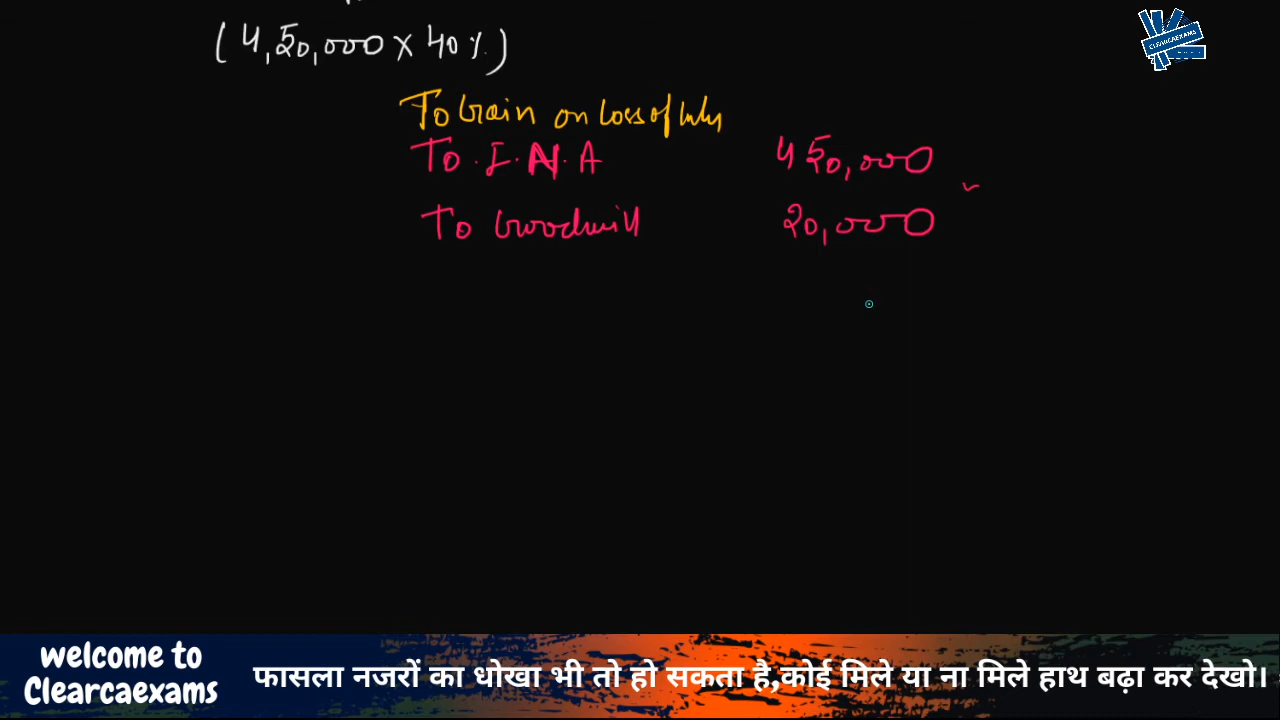 (4,50,000 × 40%)
CLEARCAEXAMS
To Gain on Loss of
To I.N.A 450,000
To Goodwill 20,000
welcome to
Clearcaexams
फासला नजरों का धोखा भी तो हो सकता है,कोई मिले या ना मिले हाथ बढ़ा कर देखो।